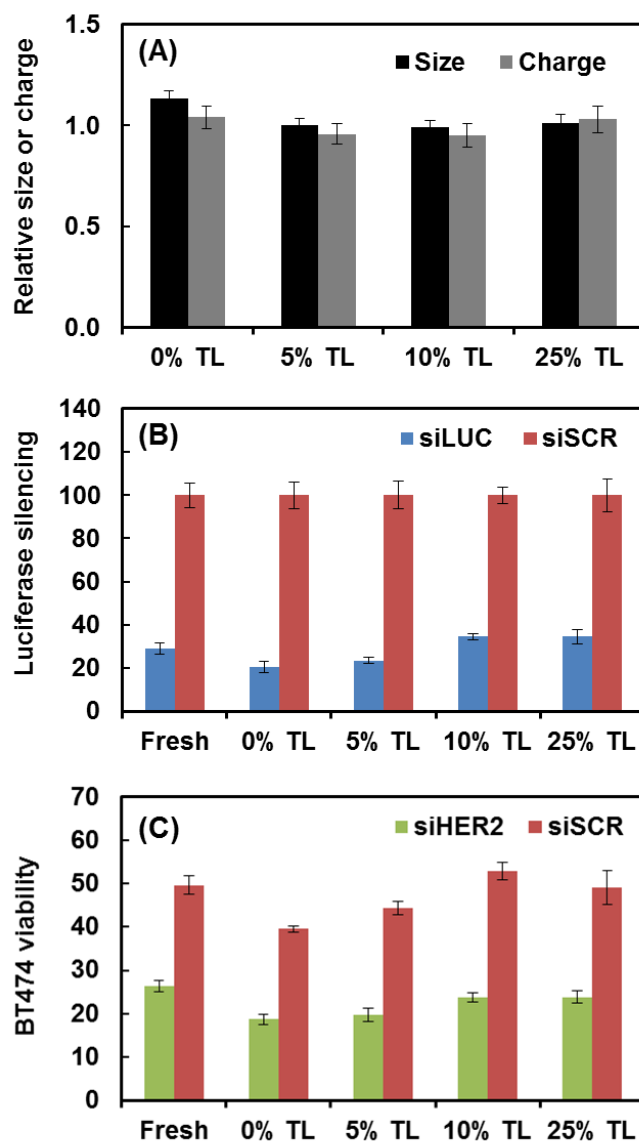 (A)
Size Charge
Relative size or charge
1.5
1.0
0.5
0.0
0% TL 5% TL 10% TL 25% TL
(B)
siLUC siSCR
Luciferase silencing
140
120
100
80
60
40
20
0
Fresh 0% TL 5% TL 10% TL 25% TL
(C)
siHER2 siSCR
BT474 viability
70
60
50
40
30
20
10
0
Fresh 0% TL 5% TL 10% TL 25% TL